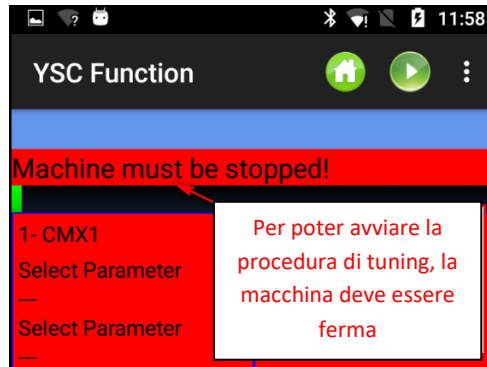 11:58
YSC Function
Machine must be stopped!
1- CMX1
Select Parameter
---
Select Parameter
---
Per poter avviare la
procedura di tuning, la
macchina deve essere
ferma